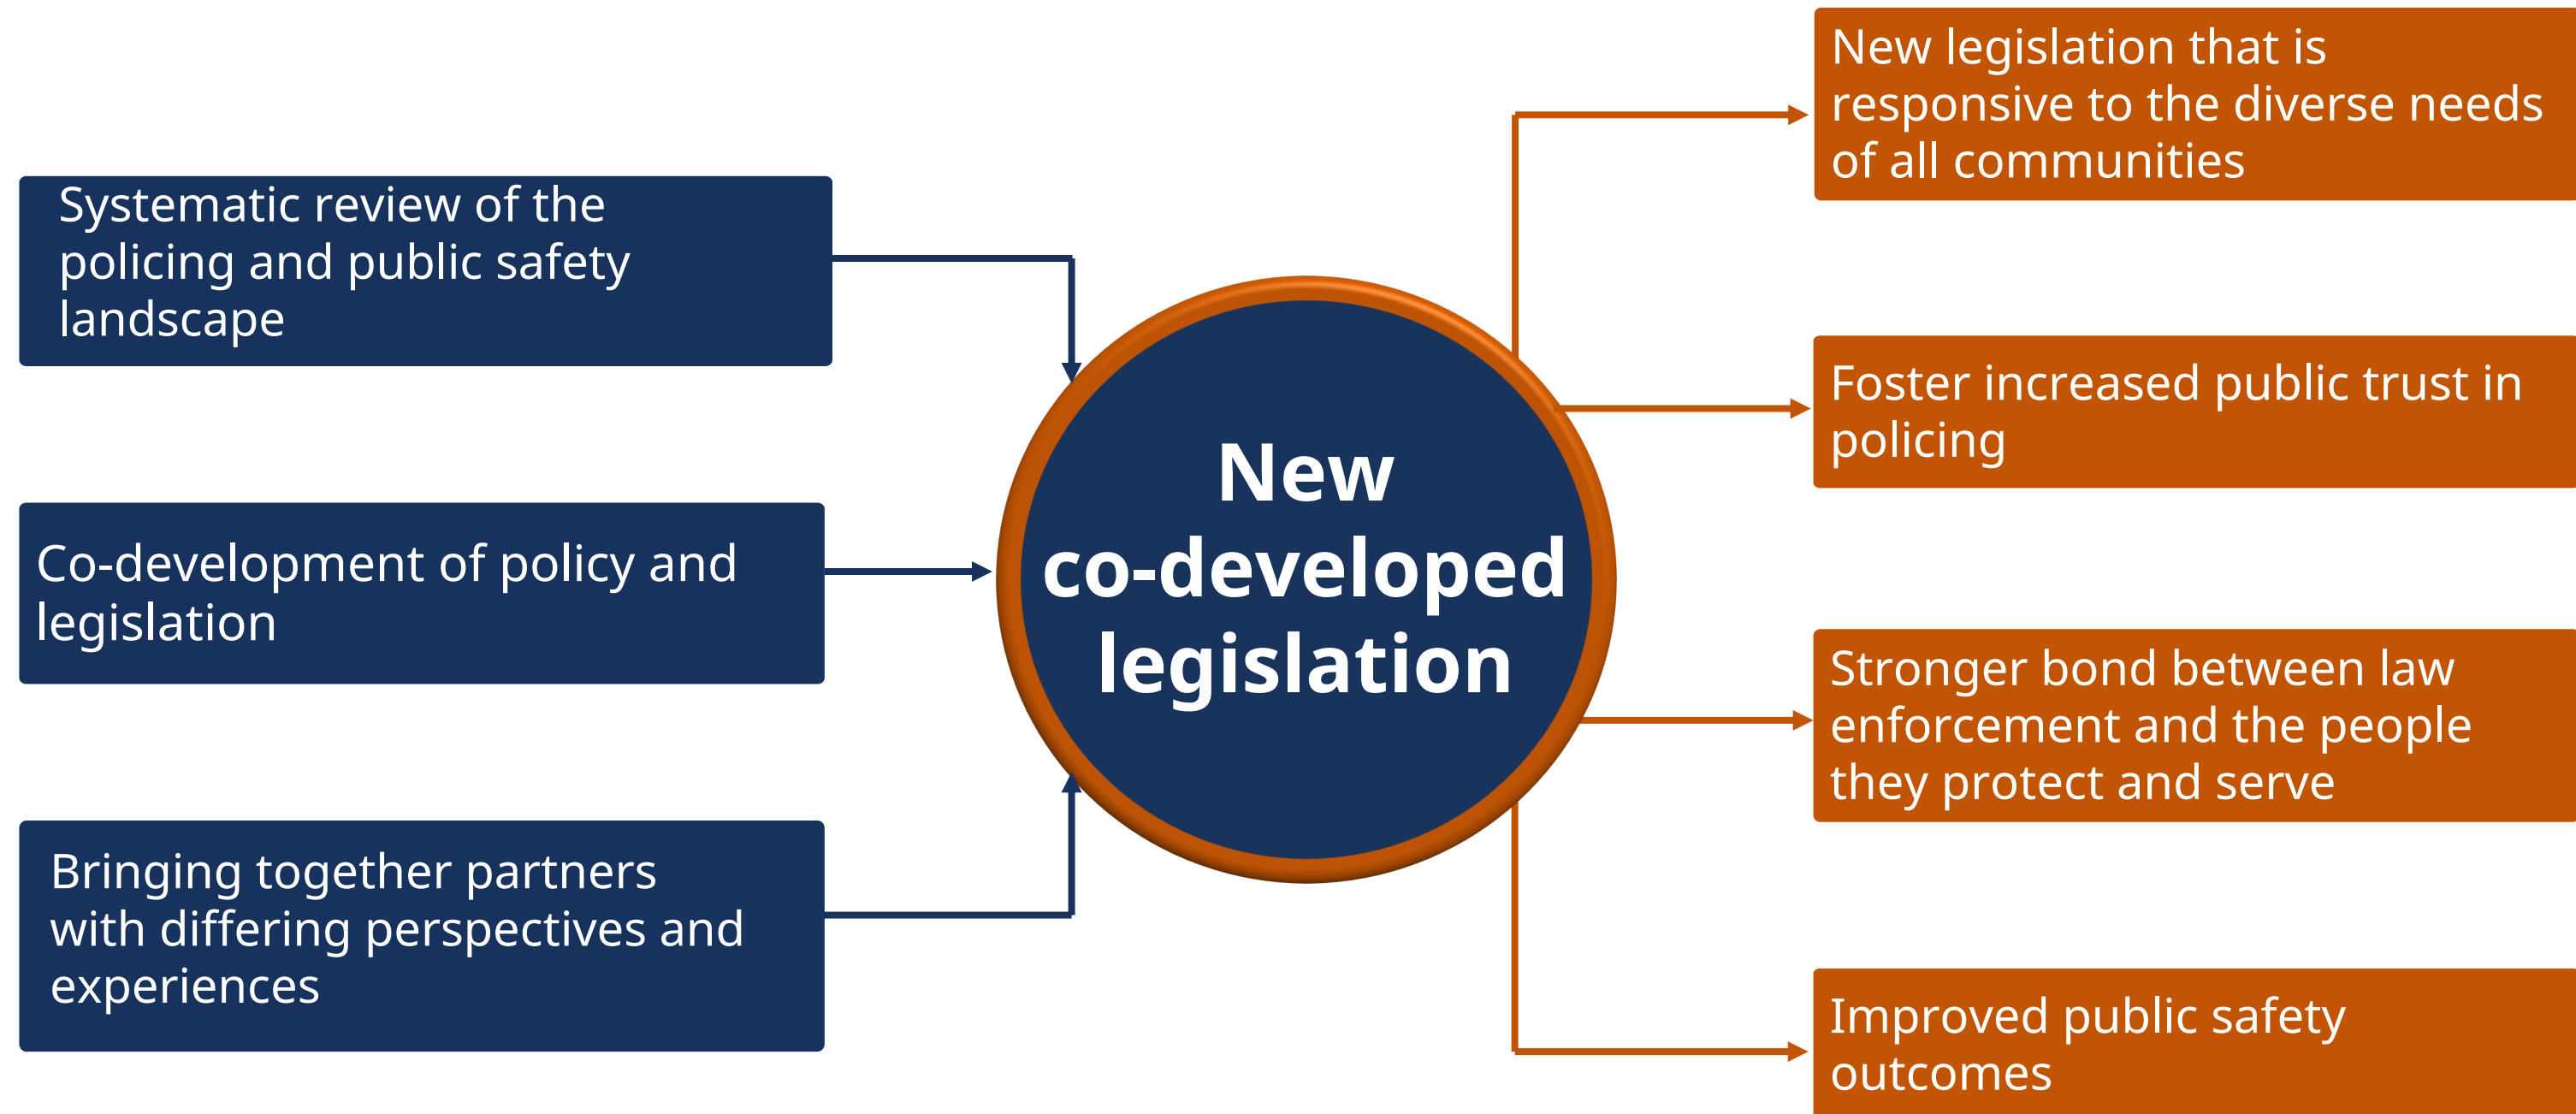 Systematic review of the
policing and public safety
landscape
Co-development of policy and
legislation
Bringing together partners
with differing perspectives and
experiences
New
co-developed
legislation
New legislation that is
responsive to the diverse needs
of all communities
Foster increased public trust in
policing
Stronger bond between law
enforcement and the people
they protect and serve
Improved public safety
outcomes